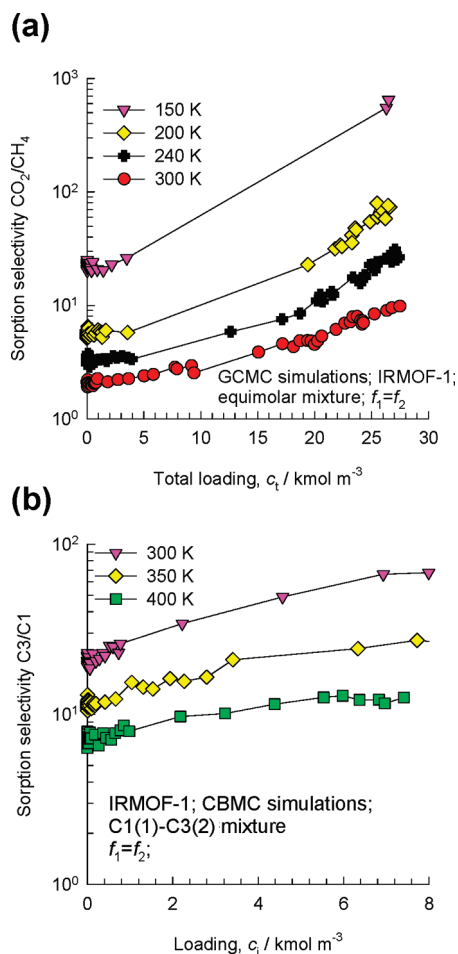 (a)
10³
Sorption selectivity CO₂/CH₄
150 K
200 K
240 K
300 K
10²
10¹
GCMC simulations; IRMOF-1;
equimolar mixture; f₁=f₂
10⁰
0 5 10 15 20 25 30
Total loading, cₜ / kmol m⁻³
(b)
10²
Sorption selectivity C3/C1
300 K
350 K
400 K
10¹
IRMOF-1; CBMC simulations;
C1(1)-C3(2) mixture
f₁=f₂;
10⁰
0 2 4 6 8
Loading, cᵢ / kmol m⁻³